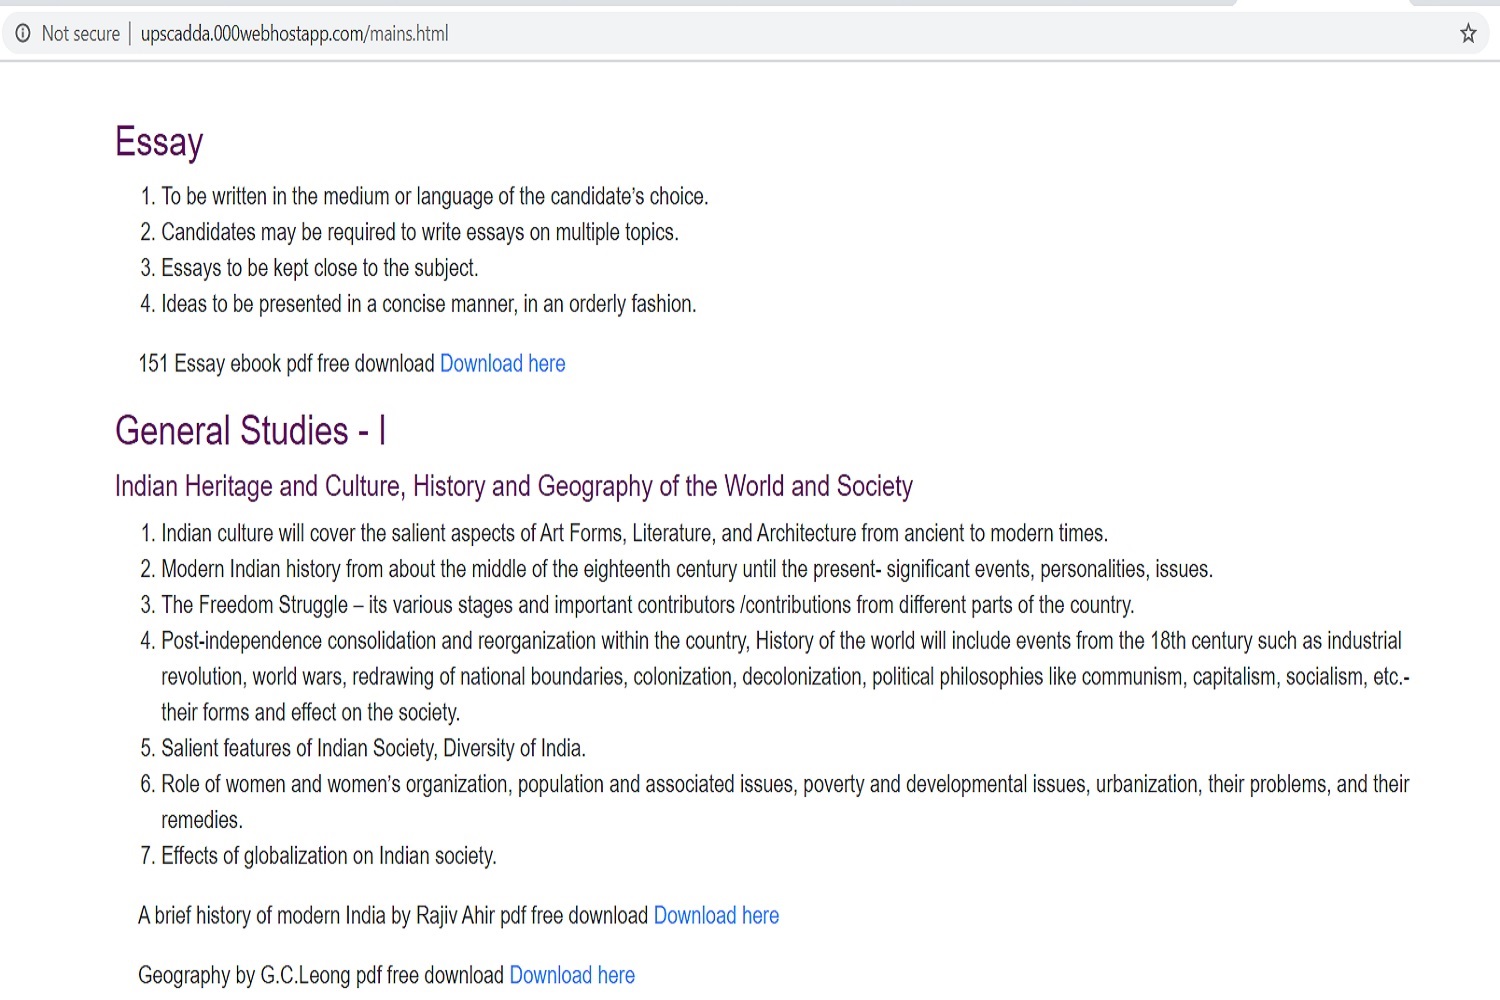 Not secure | upscadda.000webhostapp.com/mains.html
Essay
1. To be written in the medium or language of the candidate’s choice.
2. Candidates may be required to write essays on multiple topics.
3. Essays to be kept close to the subject.
4. Ideas to be presented in a concise manner, in an orderly fashion.
151 Essay ebook pdf free download Download here
General Studies - I
Indian Heritage and Culture, History and Geography of the World and Society
1. Indian culture will cover the salient aspects of Art Forms, Literature, and Architecture from ancient to modern times.
2. Modern Indian history from about the middle of the eighteenth century until the present- significant events, personalities, issues.
3. The Freedom Struggle – its various stages and important contributors /contributions from different parts of the country.
4. Post-independence consolidation and reorganization within the country, History of the world will include events from the 18th century such as industrial
revolution, world wars, redrawing of national boundaries, colonization, decolonization, political philosophies like communism, capitalism, socialism, etc.-
their forms and effect on the society.
5. Salient features of Indian Society, Diversity of India.
6. Role of women and women’s organization, population and associated issues, poverty and developmental issues, urbanization, their problems, and their
remedies.
7. Effects of globalization on Indian society.
A brief history of modern India by Rajiv Ahir pdf free download Download here
Geography by G.C.Leong pdf free download Download here